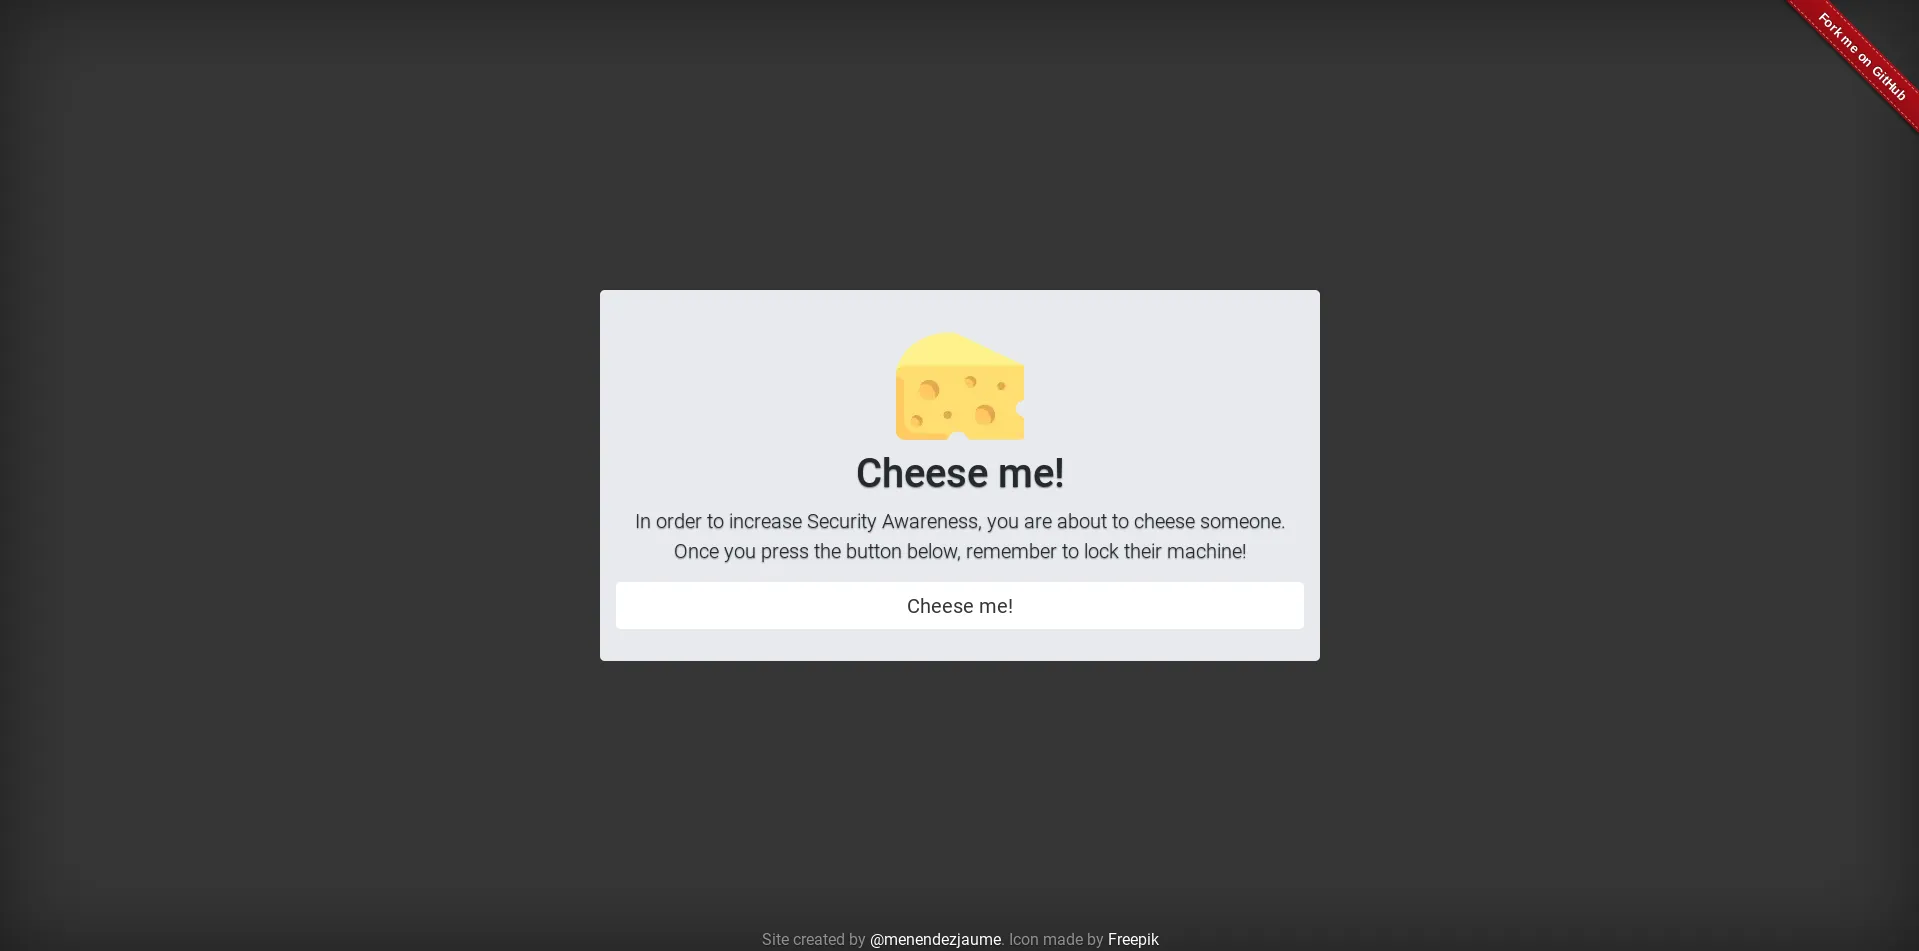 Fork me on GitHub
Cheese me!
In order to increase Security Awareness, you are about to cheese someone.
Once you press the button below, remember to lock their machine!
Cheese me!
Site created by @menendezjaume. Icon made by Freepik